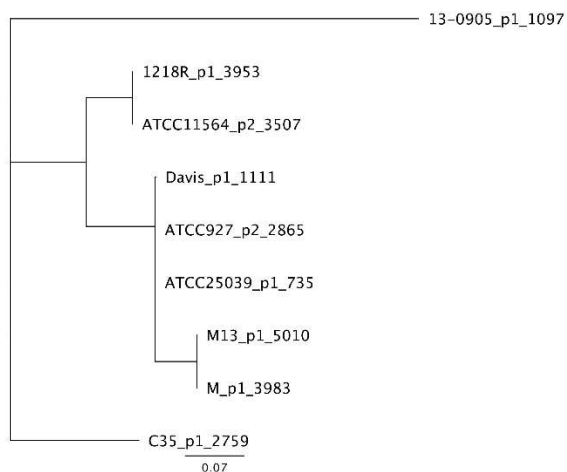 13-0905_p1_1097
1218R_p1_3953
ATCC11564_p2_3507
Davis_p1_1111
ATCC927_p2_2865
ATCC25039_p1_735
M13_p1_5010
M_p1_3983
C35_p1_2759
0.07